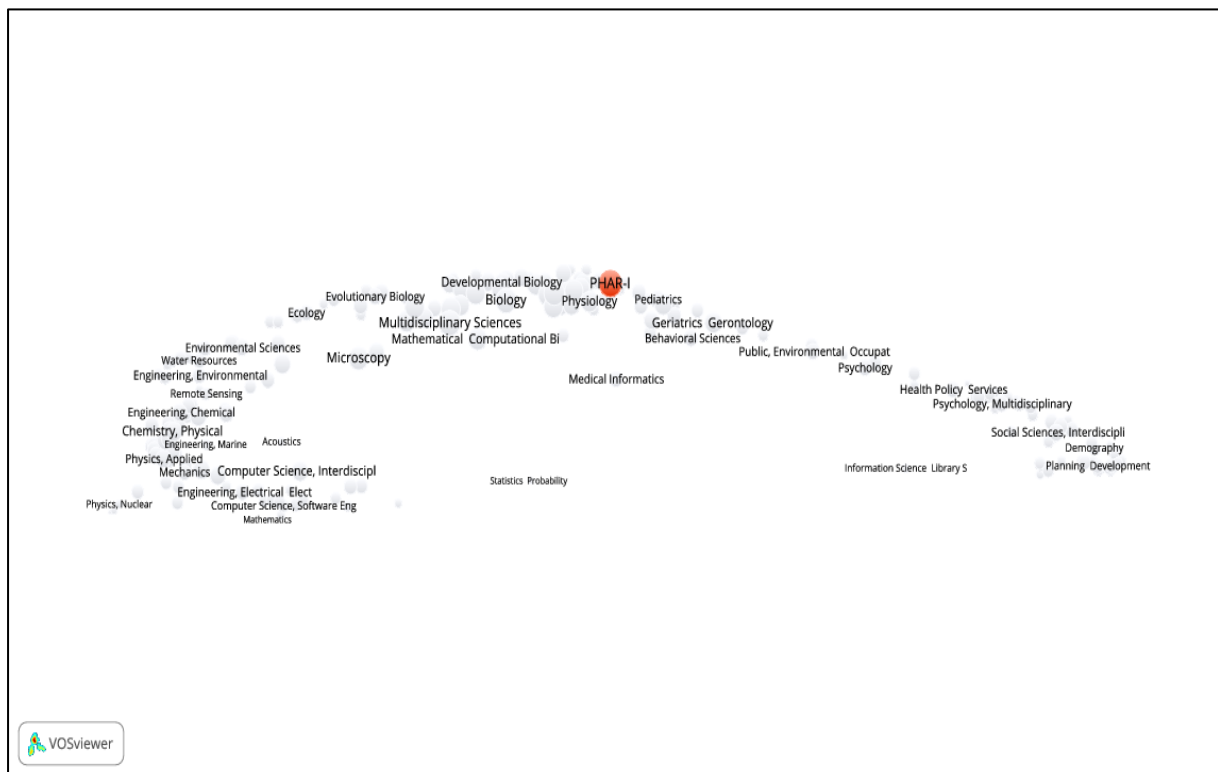 Developmental Biology
PHAR-I
Evolutionary Biology
Biology
Physiology
Pediatrics
Ecology
Multidisciplinary Sciences
Geriatrics Gerontology
Mathematical Computational Bi
Behavioral Sciences
Environmental Sciences
Public, Environmental Occupat
Water Resources
Microscopy
Psychology
Engineering, Environmental
Medical Informatics
Remote Sensing
Health Policy Services
Psychology, Multidisciplinary
Engineering, Chemical
Chemistry, Physical
Social Sciences, Interdiscipli
Engineering, Marine
Acoustics
Demography
Physics, Applied
Mechanics
Computer Science, Interdiscipl
Information Science Library S
Planning Development
Statistics Probability
Engineering, Electrical Elect
Physics, Nuclear
Computer Science, Software Eng
Mathematics
VOSviewer